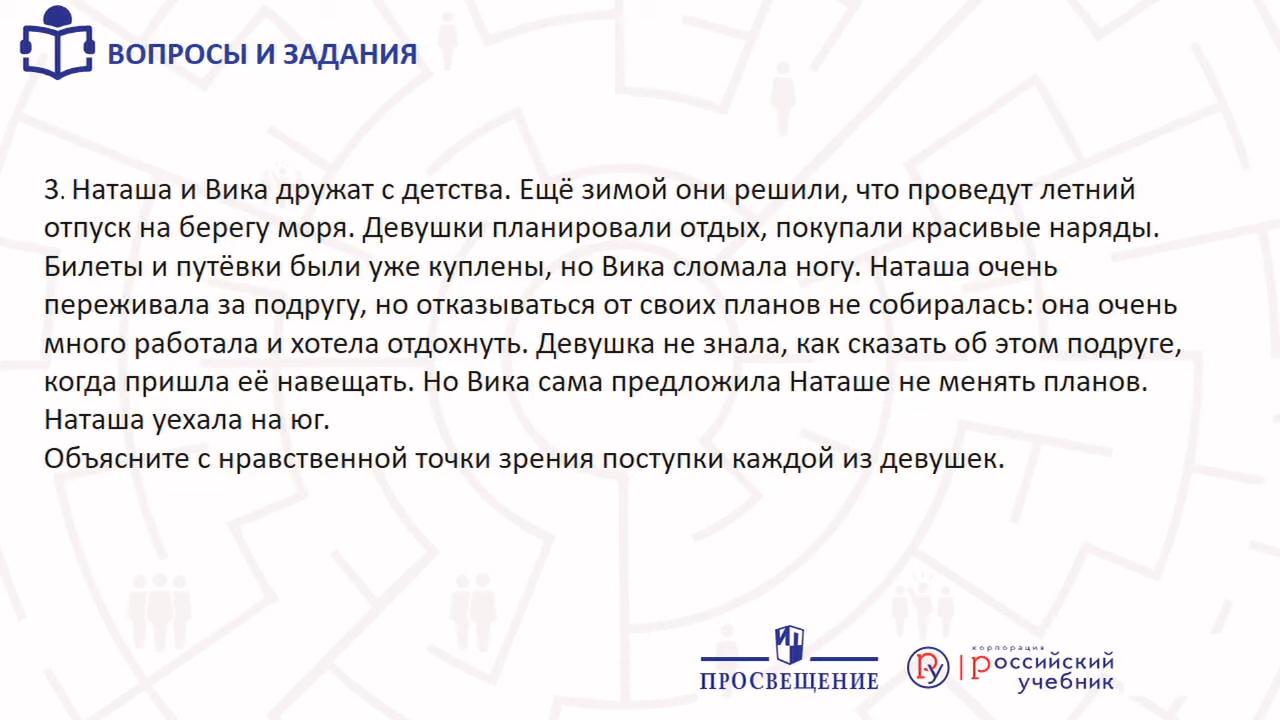 ВОПРОСЫ И ЗАДАНИЯ
3. Наташа и Вика дружат с детства. Ещё зимой они решили, что проведут летний
отпуск на берегу моря. Девушки планировали отдых, покупали красивые наряды.
Билеты и путёвки были уже куплены, но Вика сломала ногу. Наташа очень
переживала за подругу, но отказываться от своих планов не собиралась: она очень
много работала и хотела отдохнуть. Девушка не знала, как сказать об этом подруге,
когда пришла её навещать. Но Вика сама предложила Наташе не менять планов.
Наташа уехала на юг.
Объясните с нравственной точки зрения поступки каждой из девушек.
ИП
ПРОСВЕЩЕНИЕ
РУ
корпорация
российский
учебник